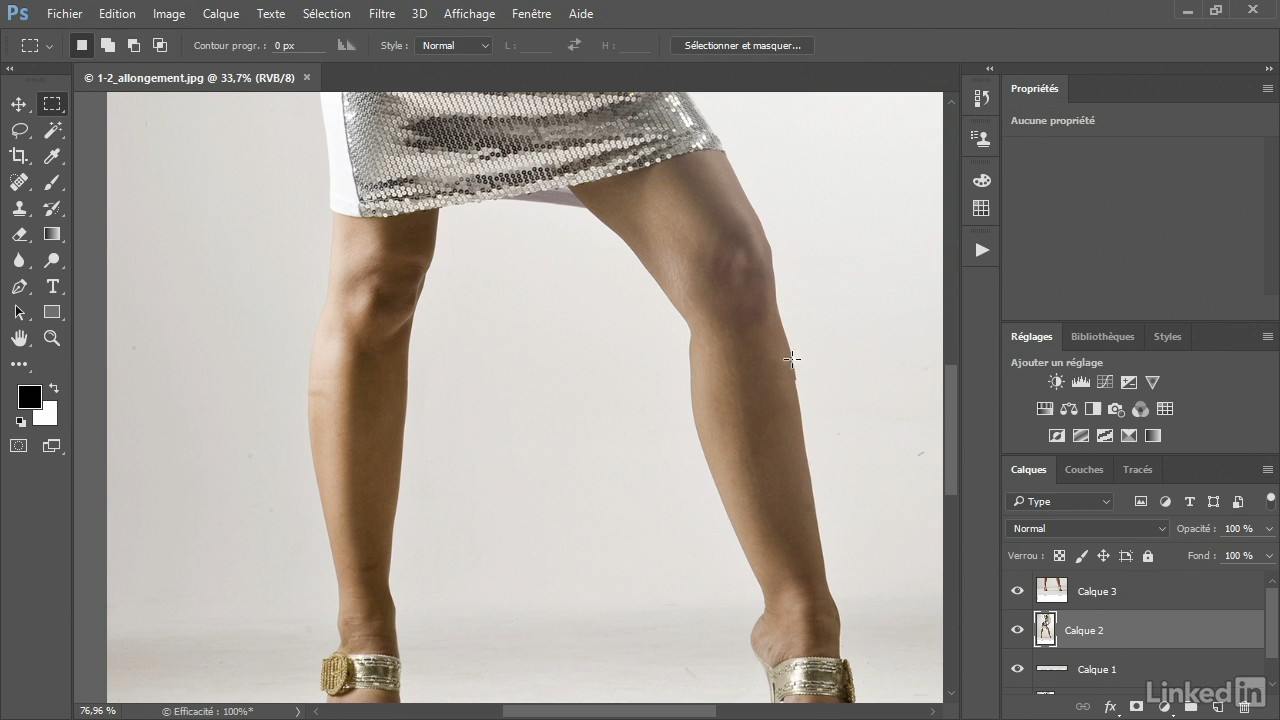 Ps Fichier Edition Image Calque Texte Sélection Filtre 3D Affichage Fenêtre Aide
Contour progr. : 0 px Style : Normal L : H : Sélectionner et masquer...
© 1-2_allongement.jpg @ 33,7% (RVB/8) ×
Propriétés
Aucune propriété
Réglages Bibliothèques Styles
Ajouter un réglage
Calques Couches Tracés
Type
Normal Opacité : 100 %
Verrou : Fond : 100 %
Calque 3
Calque 2
Calque 1
LinkedIn
fx
76,96 % © Efficacité : 100%*